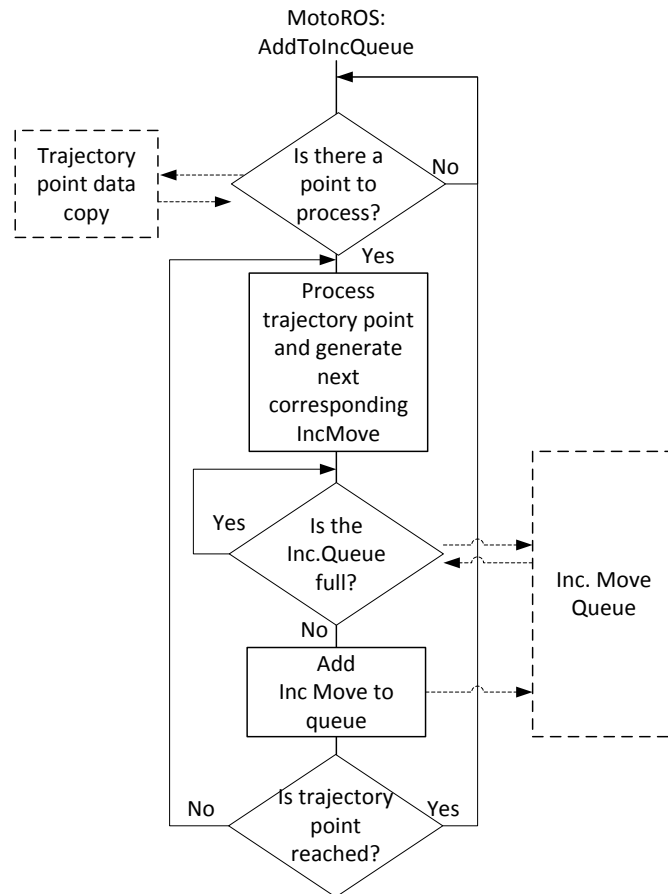 MotoROS:
AddToIncQueue
Trajectory
point data
copy
Is there a
point to
process?
No
Yes
Process
trajectory point
and generate
next
corresponding
IncMove
Yes
Is the
Inc.Queue
full?
Inc. Move
Queue
No
Add
Inc Move to
queue
No
Is trajectory
point
reached?
Yes